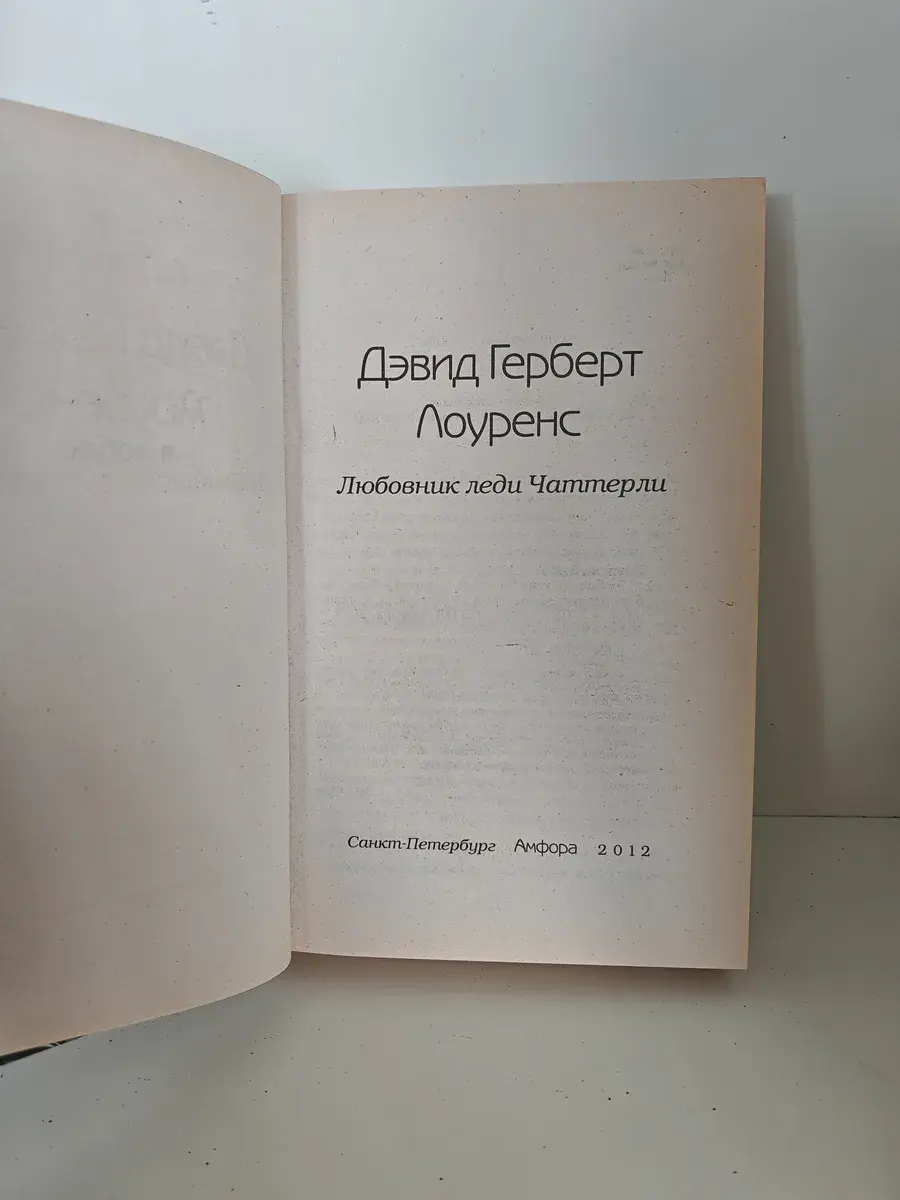 Дэвид Герберт
Лоуренс
Любовник леди Чаттерли
Санкт-Петербург Амфора 2012